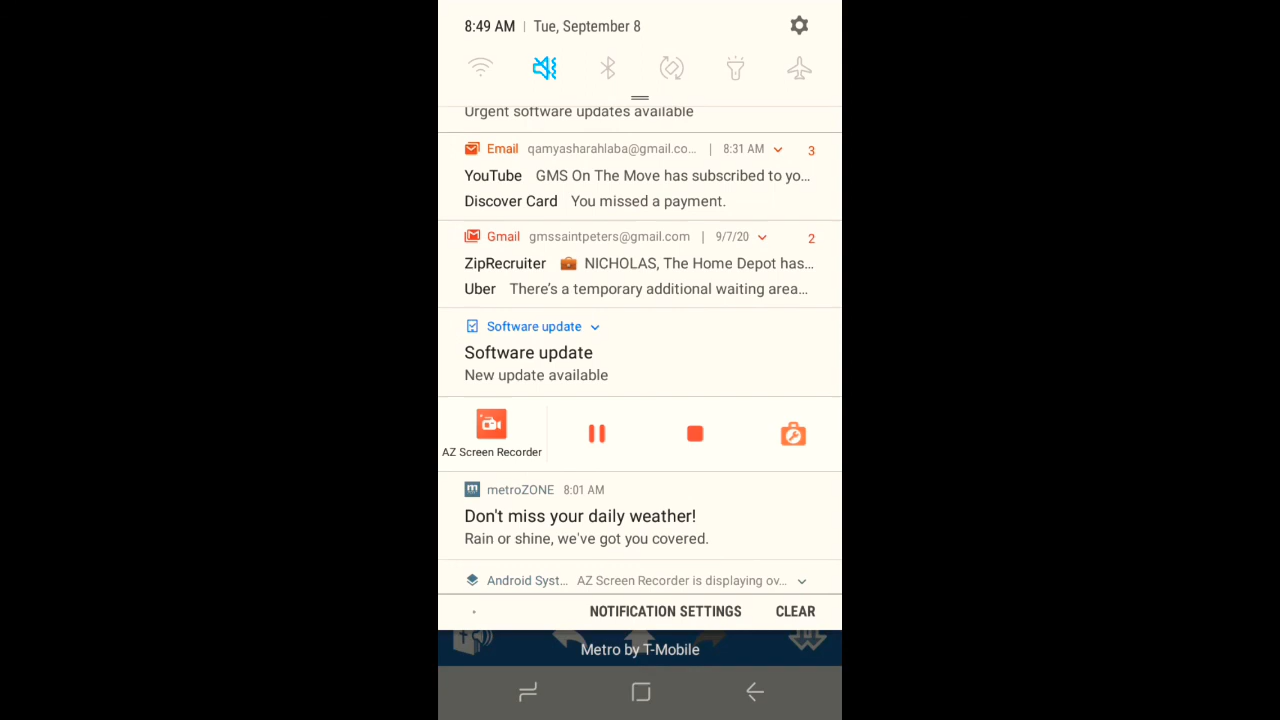 8:49 AM | Tue, September 8
Urgent software updates available
Email qamyasharahlaba@gmail.co... | 8:31 AM 3
YouTube GMS On The Move has subscribed to yo...
Discover Card You missed a payment.
Gmail gmssaintpeters@gmail.com | 9/7/20 2
ZipRecruiter 💼 NICHOLAS, The Home Depot has...
Uber There's a temporary additional waiting area...
Software update
Software update
New update available
AZ Screen Recorder
metroZONE 8:01 AM
Don't miss your daily weather!
Rain or shine, we've got you covered.
Android Syst... AZ Screen Recorder is displaying ov...
NOTIFICATION SETTINGS CLEAR
Metro by T-Mobile